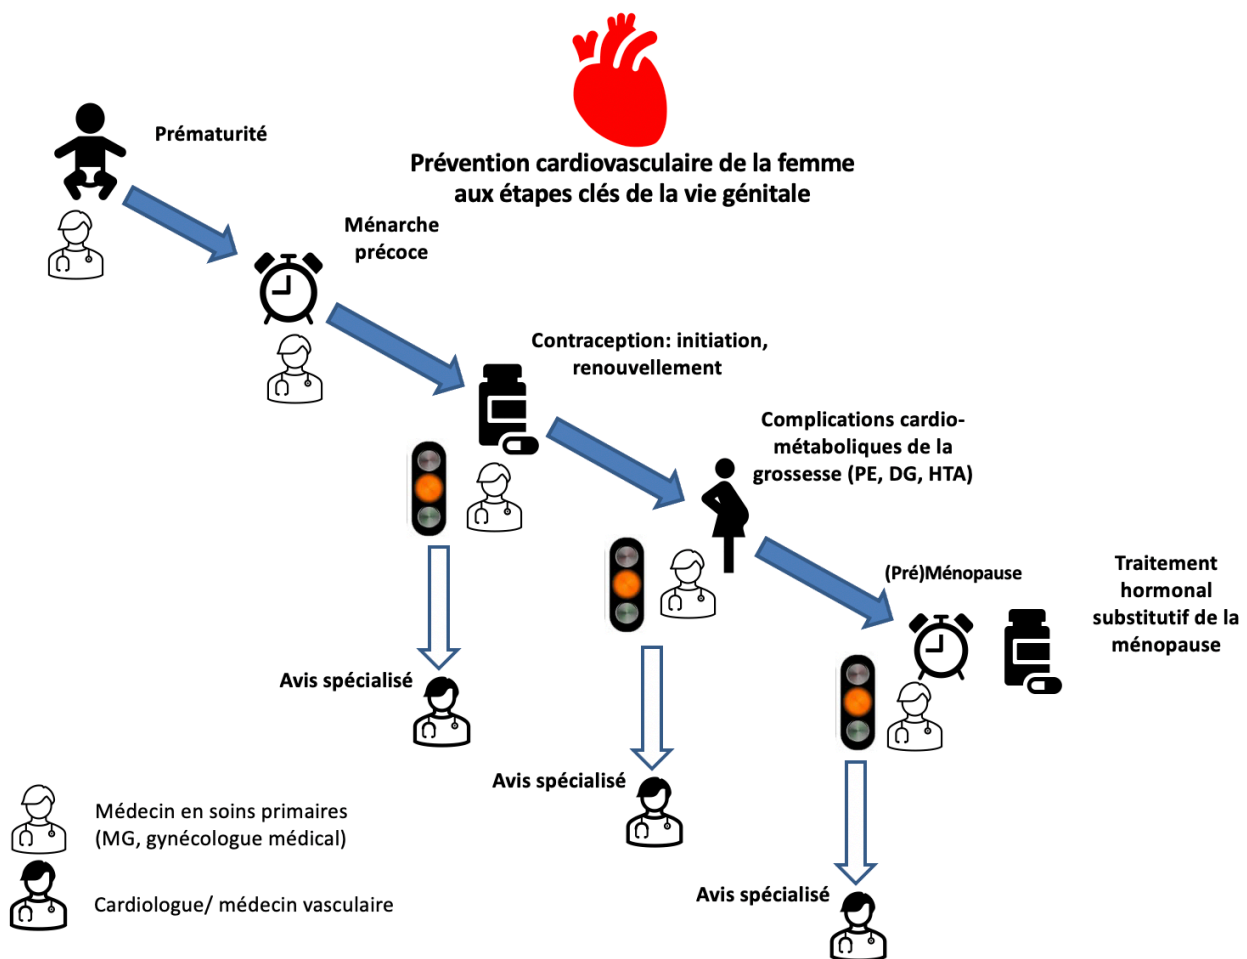 Prévention cardiovasculaire de la femme
aux étapes clés de la vie génitale
Prématurité
Ménarche
précoce
Contraception: initiation,
renouvellement
Complications cardio-
métaboliques de la
grossesse (PE, DG, HTA)
(Pré)Ménopause
Traitement
hormonal
substitutif de la
ménopause
Avis spécialisé
Avis spécialisé
Avis spécialisé
Médecin en soins primaires
(MG, gynécologue médical)
Cardiologue/ médecin vasculaire